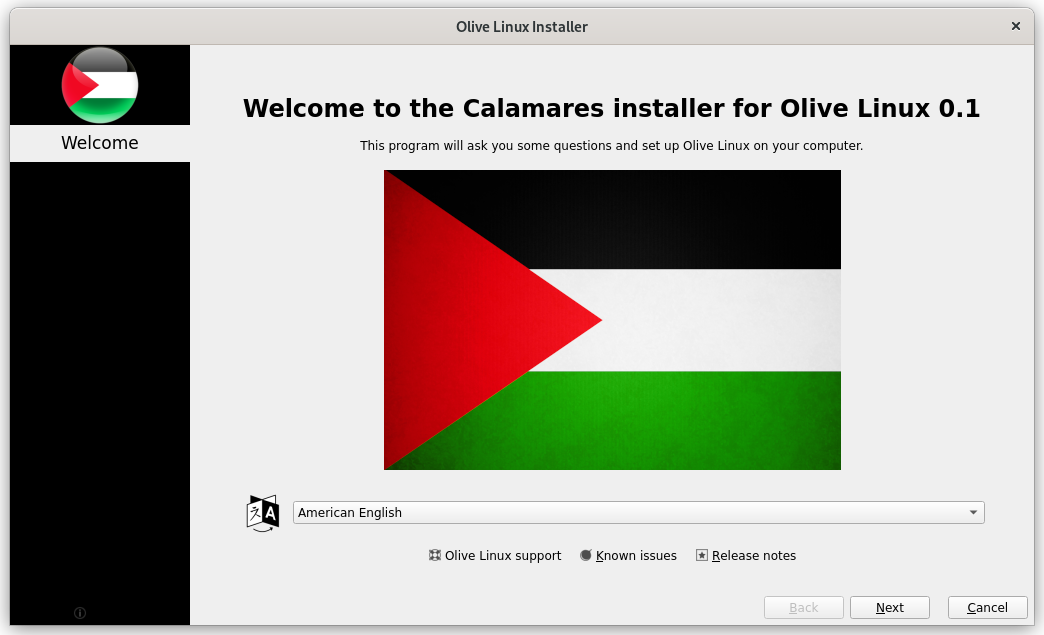 Olive Linux Installer
Welcome
Welcome to the Calamares installer for Olive Linux 0.1
This program will ask you some questions and set up Olive Linux on your computer.
American English
Olive Linux support Known issues Release notes
Back Next Cancel